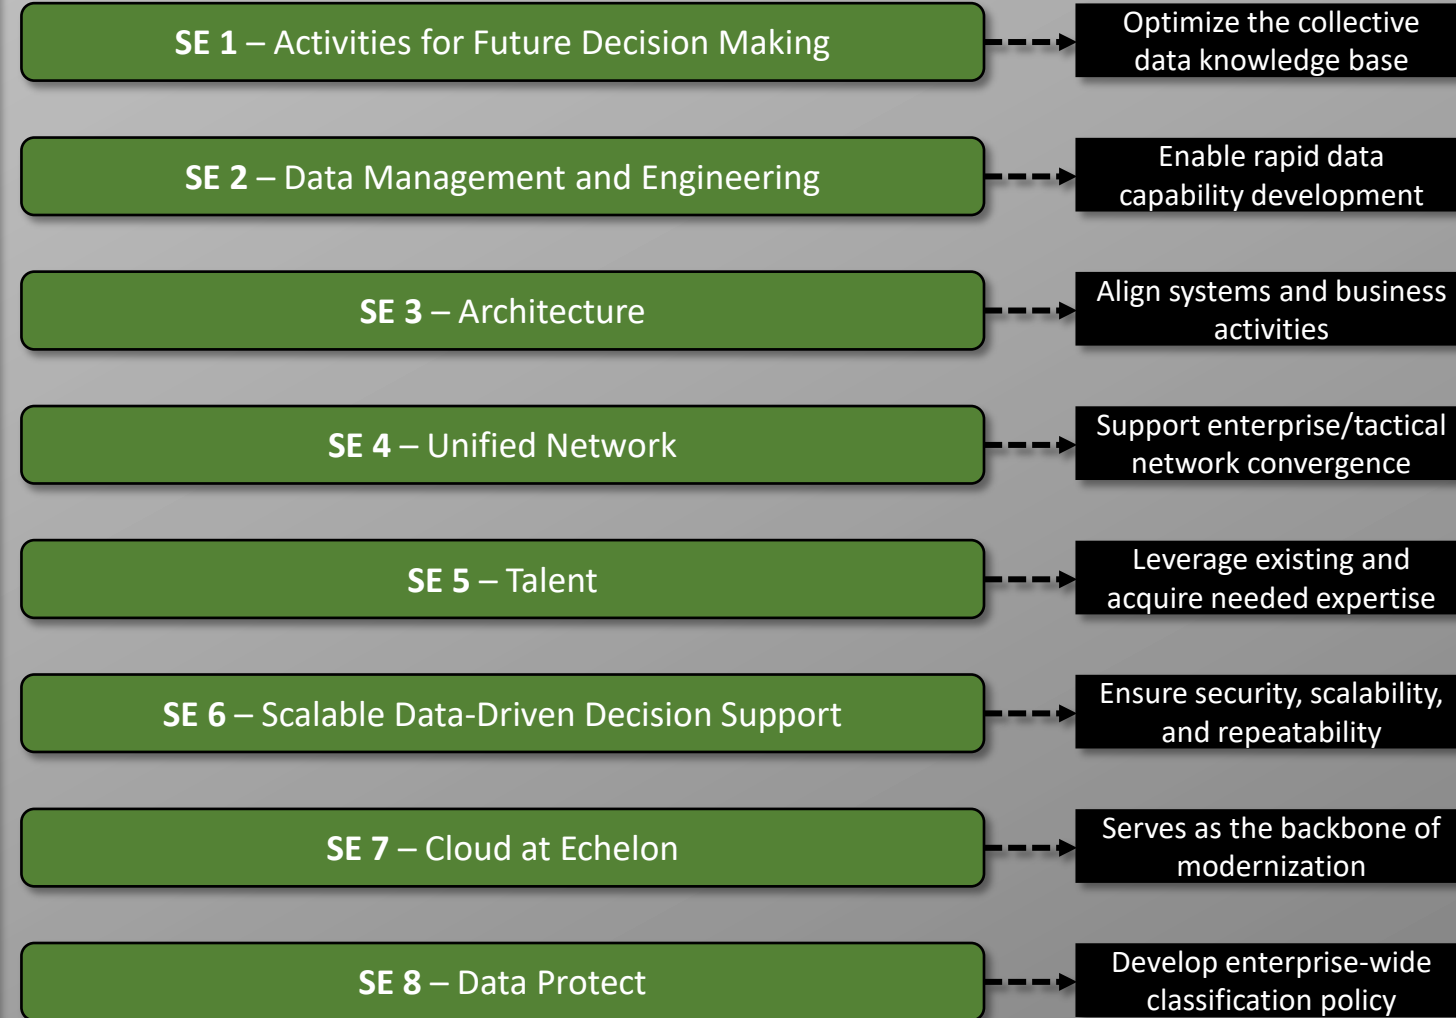 SE 1 – Activities for Future Decision Making
Optimize the collective
data knowledge base
SE 2 – Data Management and Engineering
Enable rapid data
capability development
SE 3 – Architecture
Align systems and business
activities
SE 4 – Unified Network
Support enterprise/tactical
network convergence
SE 5 – Talent
Leverage existing and
acquire needed expertise
SE 6 – Scalable Data-Driven Decision Support
Ensure security, scalability,
and repeatability
SE 7 – Cloud at Echelon
Serves as the backbone of
modernization
SE 8 – Data Protect
Develop enterprise-wide
classification policy